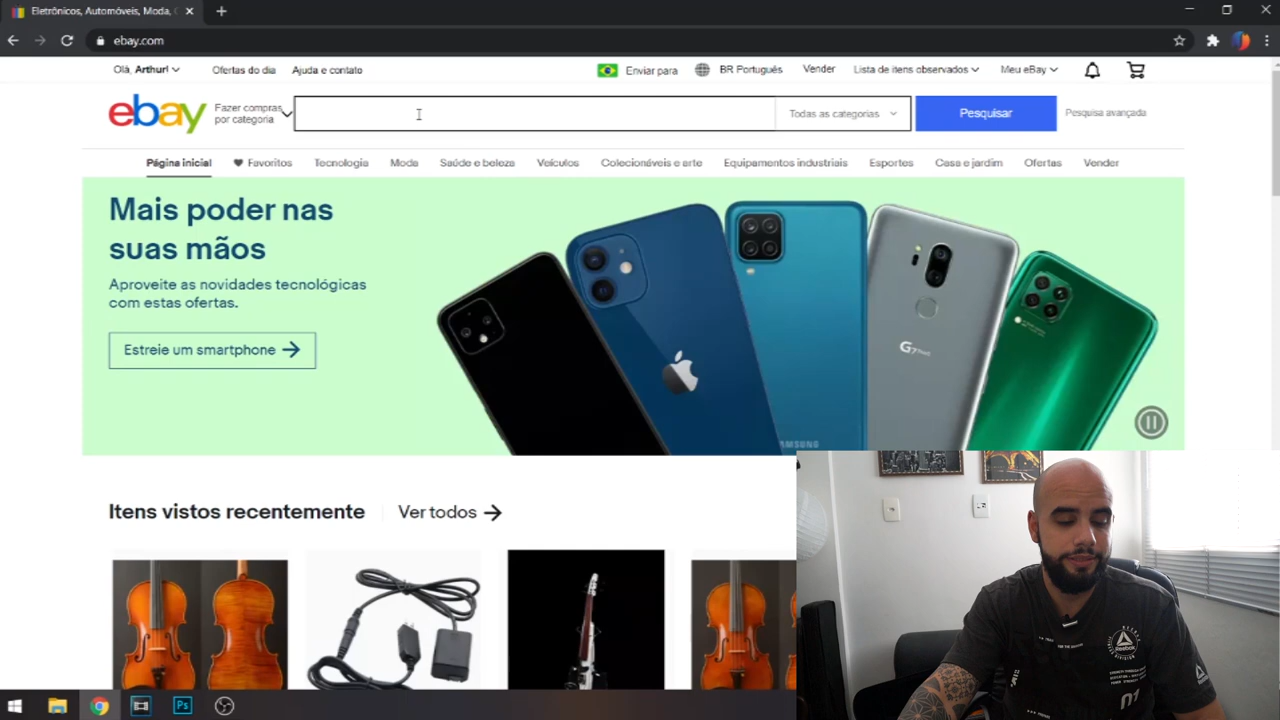 Eletrônicos, Automóveis, Moda, C
ebay.com
Olá, Arthur! Ofertas do dia Ajuda e contato Enviar para BR Português Vender Lista de itens observados Meu eBay
ebay Fazer compras por categoria Todas as categorias Pesquisar Pesquisa avançada
Página inicial Favoritos Tecnologia Moda Saúde e beleza Veículos Colecionáveis e arte Equipamentos industriais Esportes Casa e jardim Ofertas Vender
Mais poder nas
suas mãos
Aproveite as novidades tecnológicas
com estas ofertas.
Estreie um smartphone
G7
SAMSUNG
Itens vistos recentemente Ver todos
Reebok
Ps